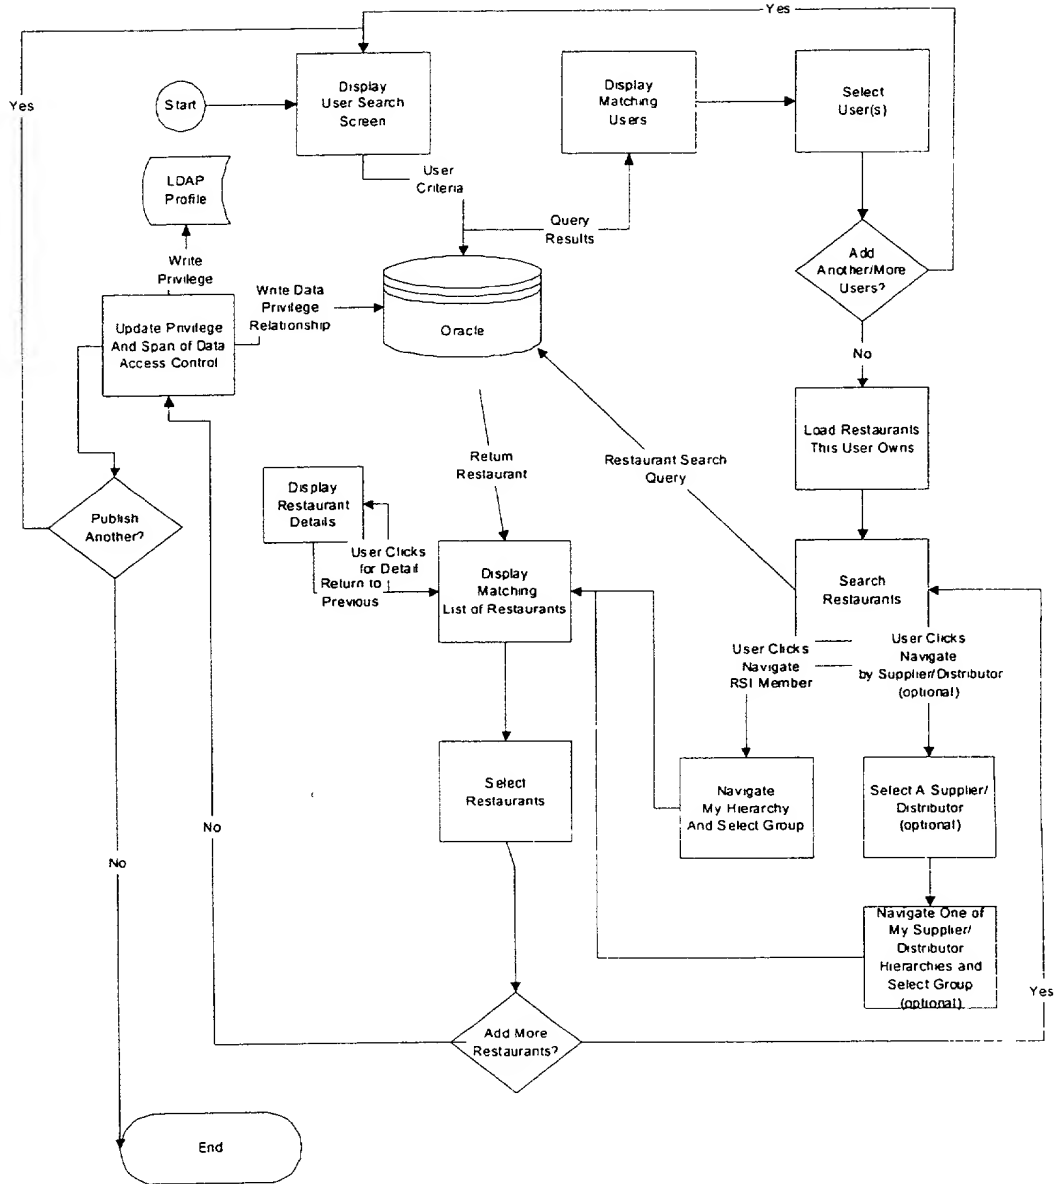 Yes
Yes
Start
Display
User Search
Screen
Display
Matching
Users
Select
User(s)
LDAP
Profile
User
Criteria
Query
Results
Add
Another/More
Users?
Write
Privilege
Write Data
Privilege
Relationship
Oracle
Update Privilege
And Span of Data
Access Control
No
Load Restaurants
This User Owns
Return
Restaurant
Restaurant Search
Query
Display
Restaurant
Details
Publish
Another?
User Clicks
for Detail
Return to
Previous
Display
Matching
List of Restaurants
Search
Restaurants
User Clicks
Navigate
RSI Member
User Clicks
Navigate
by Supplier/Distributor
(optional)
Select
Restaurants
Navigate
My Hierarchy
And Select Group
Select A Supplier/
Distributor
(optional)
No
No
Navigate One of
My Supplier/
Distributor
Hierarchies and
Select Group
(optional)
Yes
Add More
Restaurants?
End